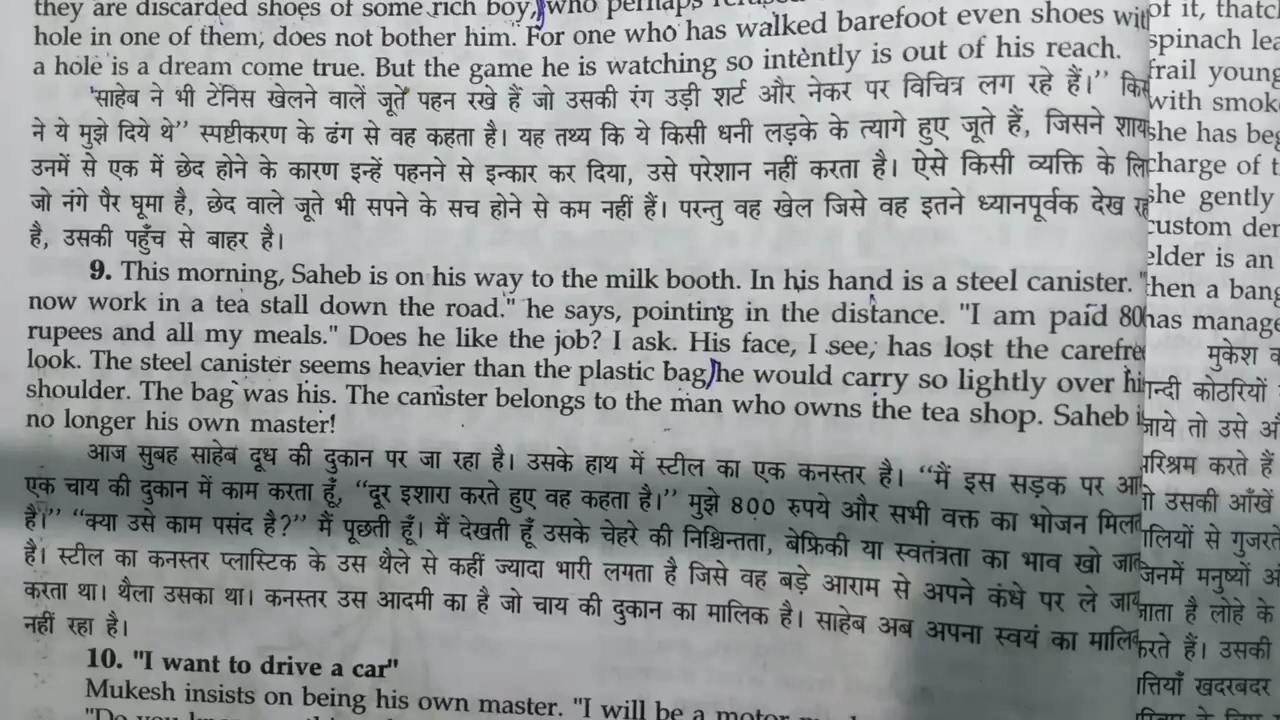 they are discarded shoes of some rich boy, who perhaps
hole in one of them, does not bother him. For one who has walked barefoot even shoes wit
a hole is a dream come true. But the game he is watching so intently is out of his reach.
'साहेब ने भी टेनिस खेलने वाले जूते पहन रखे हैं जो उसकी रंग उड़ी शर्ट और नेकर पर विचित्र लग रहे हैं।" किस
ने ये मुझे दिये थे" स्पष्टीकरण के ढंग से वह कहता है। यह तथ्य कि ये किसी धनी लड़के के त्यागे हुए जूते हैं, जिसने शाय
उनमें से एक में छेद होने के कारण इन्हें पहनने से इन्कार कर दिया, उसे परेशान नहीं करता है। ऐसे किसी व्यक्ति के लि
जो नंगे पैर घूमा है, छेद वाले जूते भी सपने के सच होने से कम नहीं हैं। परन्तु वह खेल जिसे वह इतने ध्यानपूर्वक देख रह
है, उसकी पहुँच से बाहर है।
9. This morning, Saheb is on his way to the milk booth. In his hand is a steel canister. "
now work in a tea stall down the road." he says, pointing in the distance. "I am paid 80
rupees and all my meals." Does he like the job? I ask. His face, I see, has lost the carefre
look. The steel canister seems heavier than the plastic bag he would carry so lightly over hi
shoulder. The bag was his. The canister belongs to the man who owns the tea shop. Saheb i
no longer his own master!
आज सुबह साहेब दूध की दुकान पर जा रहा है। उसके हाथ में स्टील का एक कनस्तर है। "मैं इस सड़क पर आ
एक चाय की दुकान में काम करता हूँ, "दूर इशारा करते हुए वह कहता है।" मुझे 800 रुपये और सभी वक्त का भोजन मिलत
है।" "क्या उसे काम पसंद है?" मैं पूछती हूँ। मैं देखती हूँ उसके चेहरे की निश्चिन्तता, बेफ्रिकी या स्वतंत्रता का भाव खो जात
है। स्टील का कनस्तर प्लास्टिक के उस थैले से कहीं ज्यादा भारी लगता है जिसे वह बड़े आराम से अपने कंधे पर ले जाय
करता था। थैला उसका था। कनस्तर उस आदमी का है जो चाय की दुकान का मालिक है। साहेब अब अपना स्वयं का मालि
नहीं रहा है।
10. "I want to drive a car"
Mukesh insists on being his own master. "I will be a motor
of it, thatc
spinach lea
frail young
with smok
she has beg
charge of t
she gently
custom der
elder is an
then a bang
has manage
मुकेश क
गन्दी कोठरियों
जाये तो उसे अ
परिश्रम करते हैं
उसकी आँखें
गलियों से गुजरते
जिनमें मनुष्यों अ
जाता है लोहे के
करते हैं। उसकी
खदरबदर